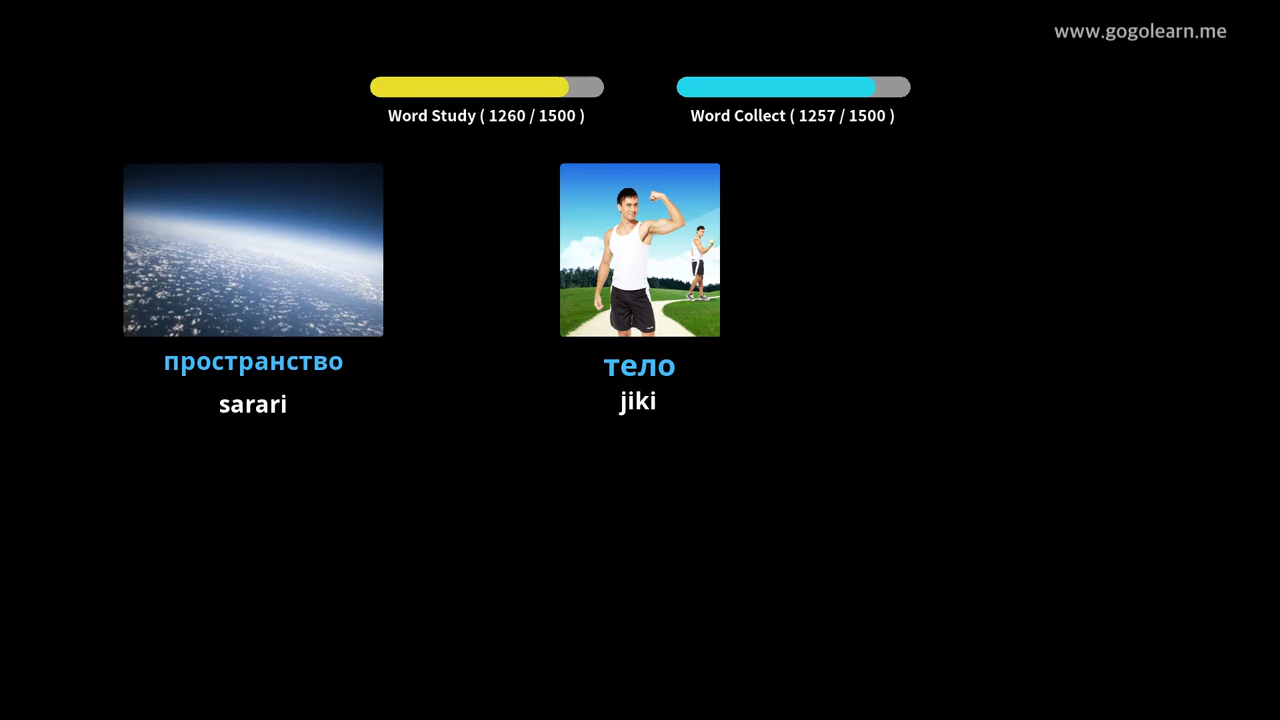 www.gogolearn.me
Word Study ( 1260 / 1500 )
Word Collect ( 1257 / 1500 )
пространство
sarari
тело
jiki